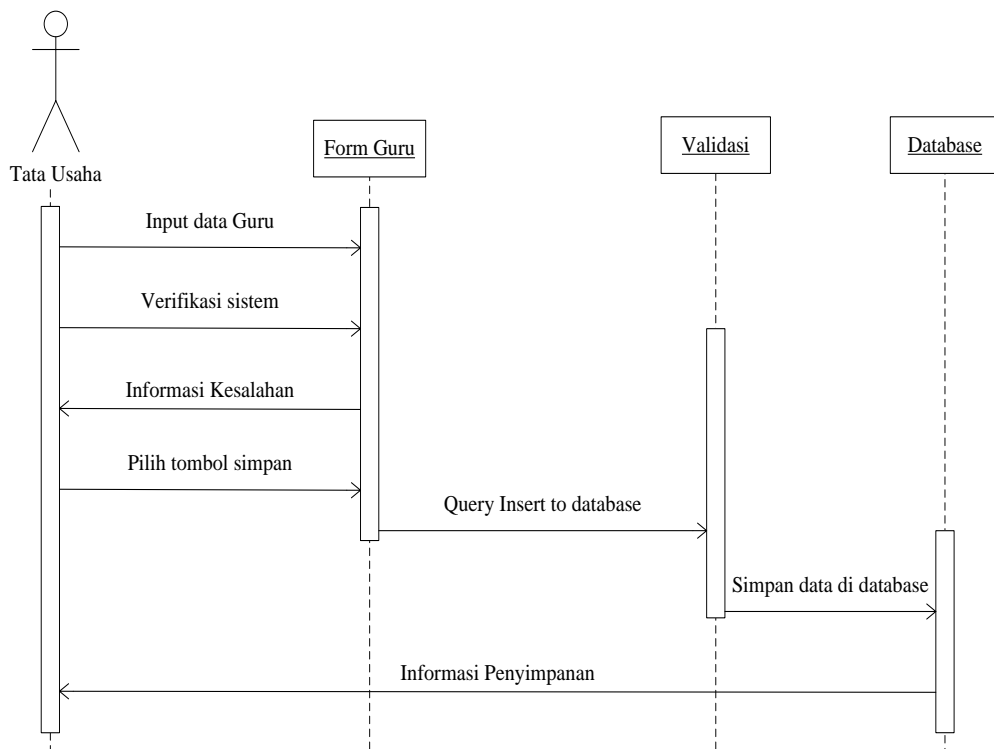 Tata Usaha
Form Guru
Validasi
Database
Input data Guru
Verifikasi sistem
Informasi Kesalahan
Pilih tombol simpan
Query Insert to database
Simpan data di database
Informasi Penyimpanan